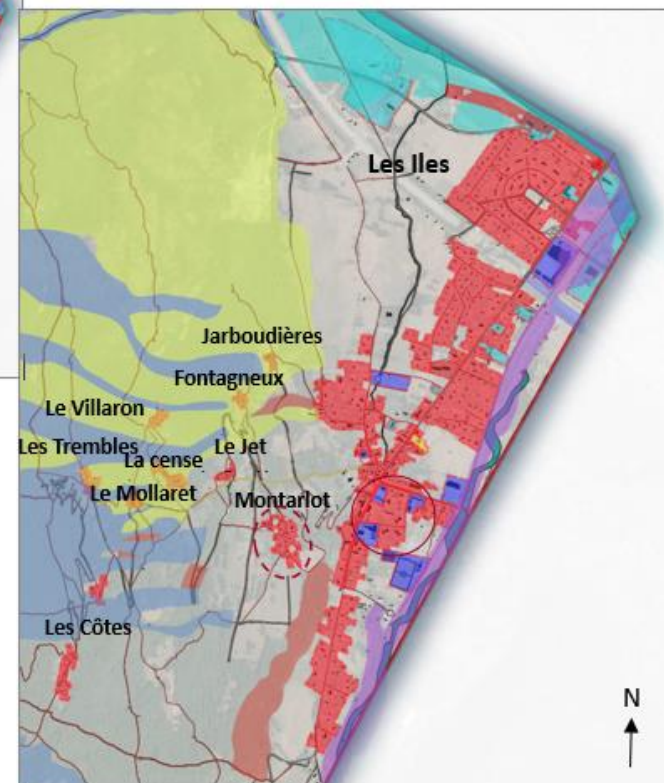 Les Iles
Jarboudières
Fontagneux
Le Villaron
Les Trembles
Le Jet
La cense
Le Mollaret
Montarlot
Les Côtes
N